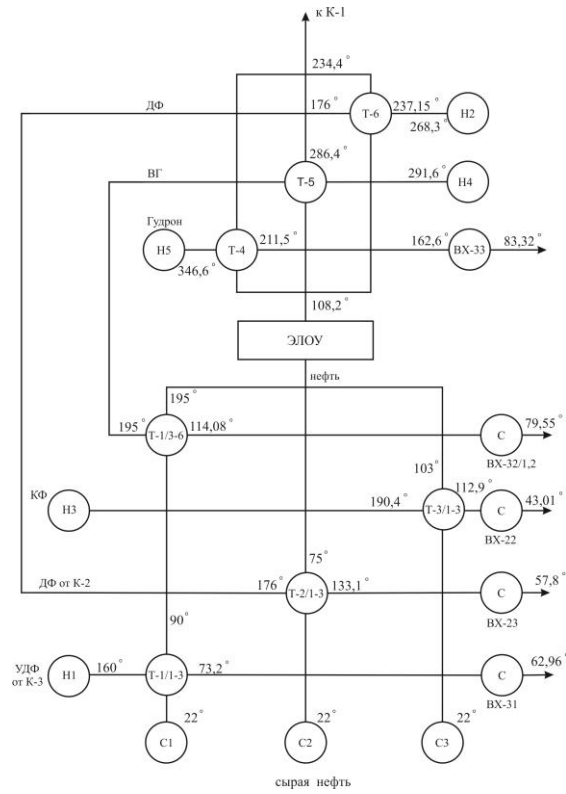 к К-1
234,4°
ДФ
176°
Т-6
237,15°
268,3°
Н2
286,4°
ВГ
Т-5
291,6°
Н4
Гудрон
Н5
346,6°
Т-4
211,5°
162,6°
ВХ-33
83,32°
108,2°
ЭЛОУ
нефть
195°
195°
Т-1/3-6
114,08°
С
79,55°
ВХ-32/1,2
103°
КФ
Н3
190,4°
Т-3/1-3
112,9°
С
43,01°
ВХ-22
75°
ДФ от К-2
176°
Т-2/1-3
133,1°
С
57,8°
ВХ-23
90°
УДФ
от К-3
Н1
160°
Т-1/1-3
73,2°
С
62,96°
ВХ-31
22°
22°
22°
С1
С2
С3
сырая нефть